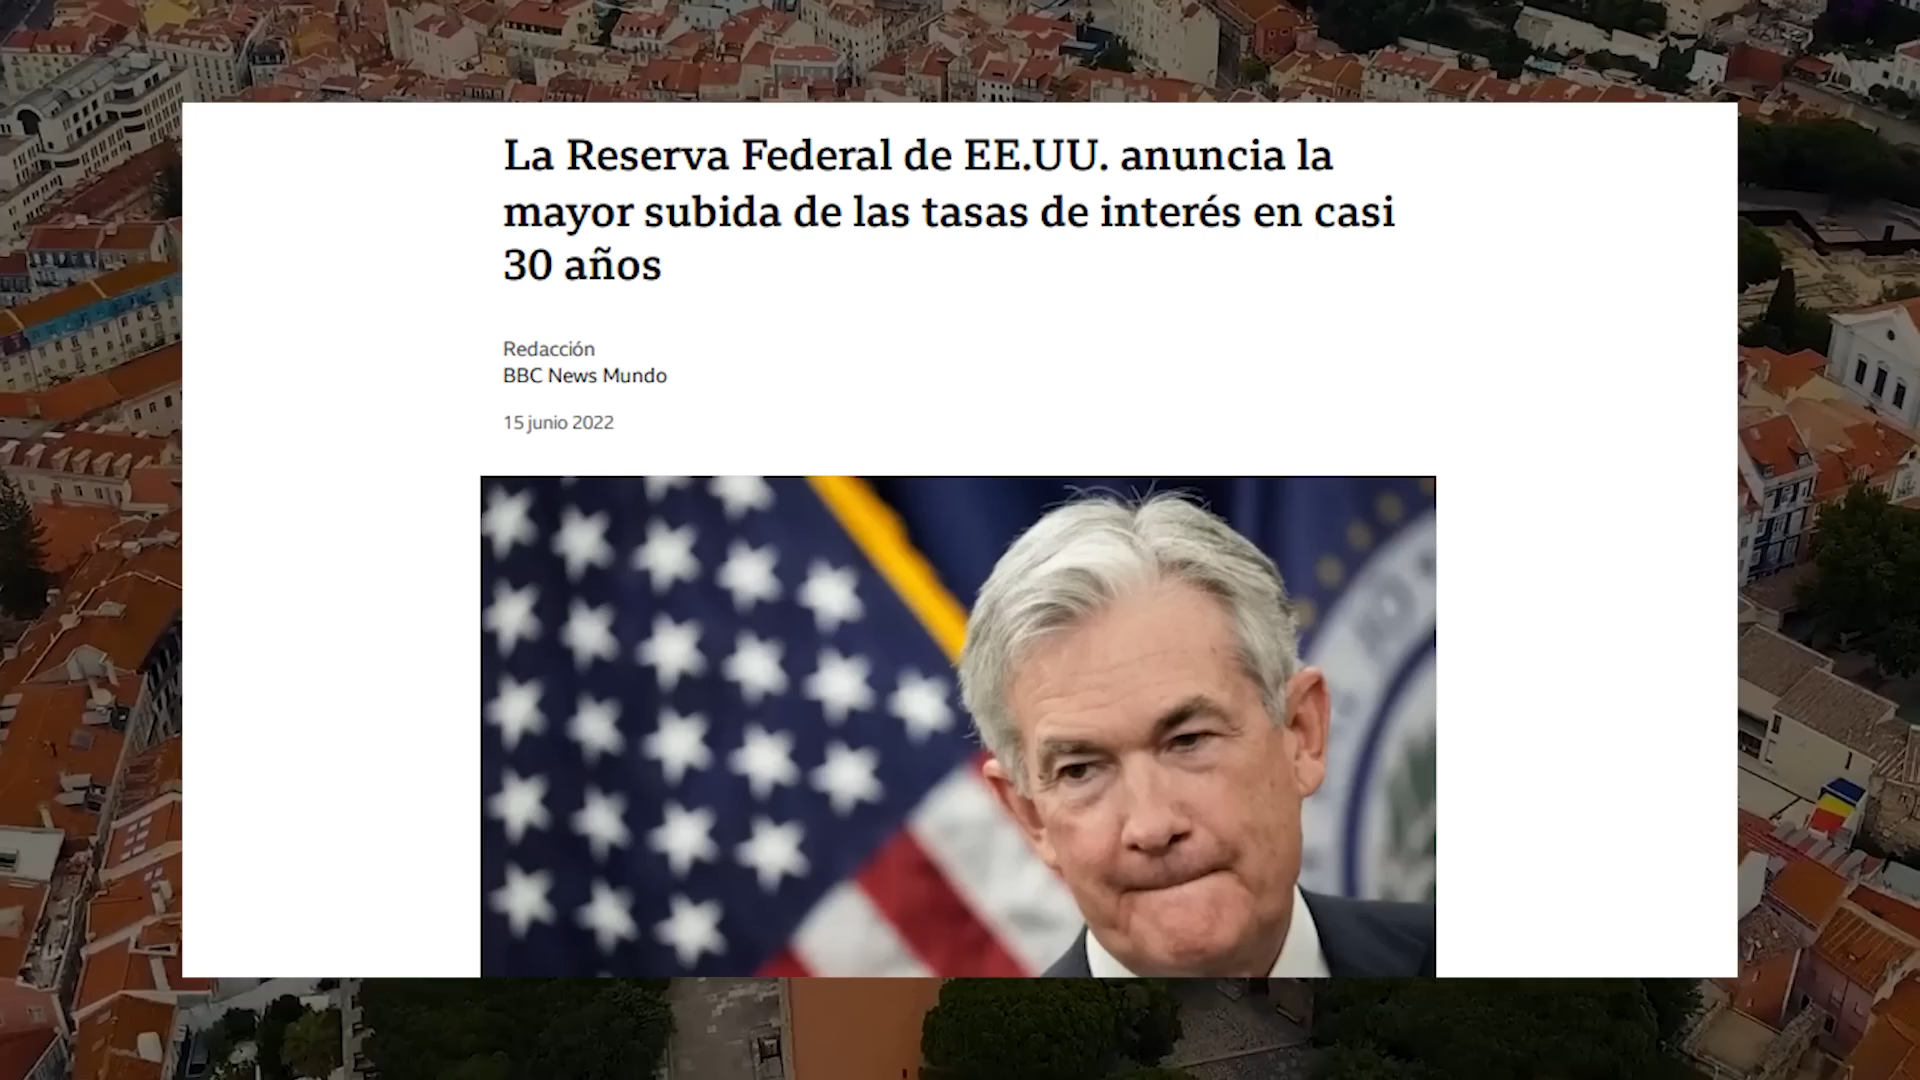 La Reserva Federal de EE.UU. anuncia la
mayor subida de las tasas de interés en casi
30 años
Redacción
BBC News Mundo
15 junio 2022